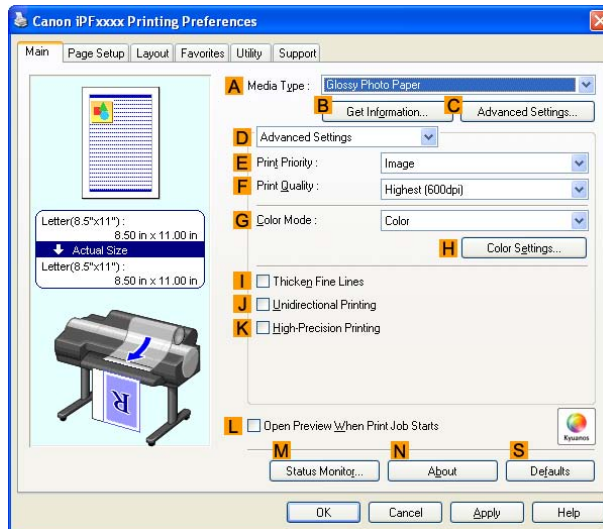 Canon iPFxxxx Printing Preferences
Main Page Setup Layout Favorites Utility Support
A Media Type : Glossy Photo Paper
B Get Information... C Advanced Settings...
D Advanced Settings
E Print Priority : Image
F Print Quality : Highest (600dpi)
G Color Mode : Color
H Color Settings...
Letter(8.5"x11") :
8.50 in x 11.00 in
Actual Size
Letter(8.5"x11") :
8.50 in x 11.00 in
I Thicken Fine Lines
J Unidirectional Printing
K High-Precision Printing
R
L Open Preview When Print Job Starts
Kyuanos
M Status Monitor... N About S Defaults
OK Cancel Apply Help